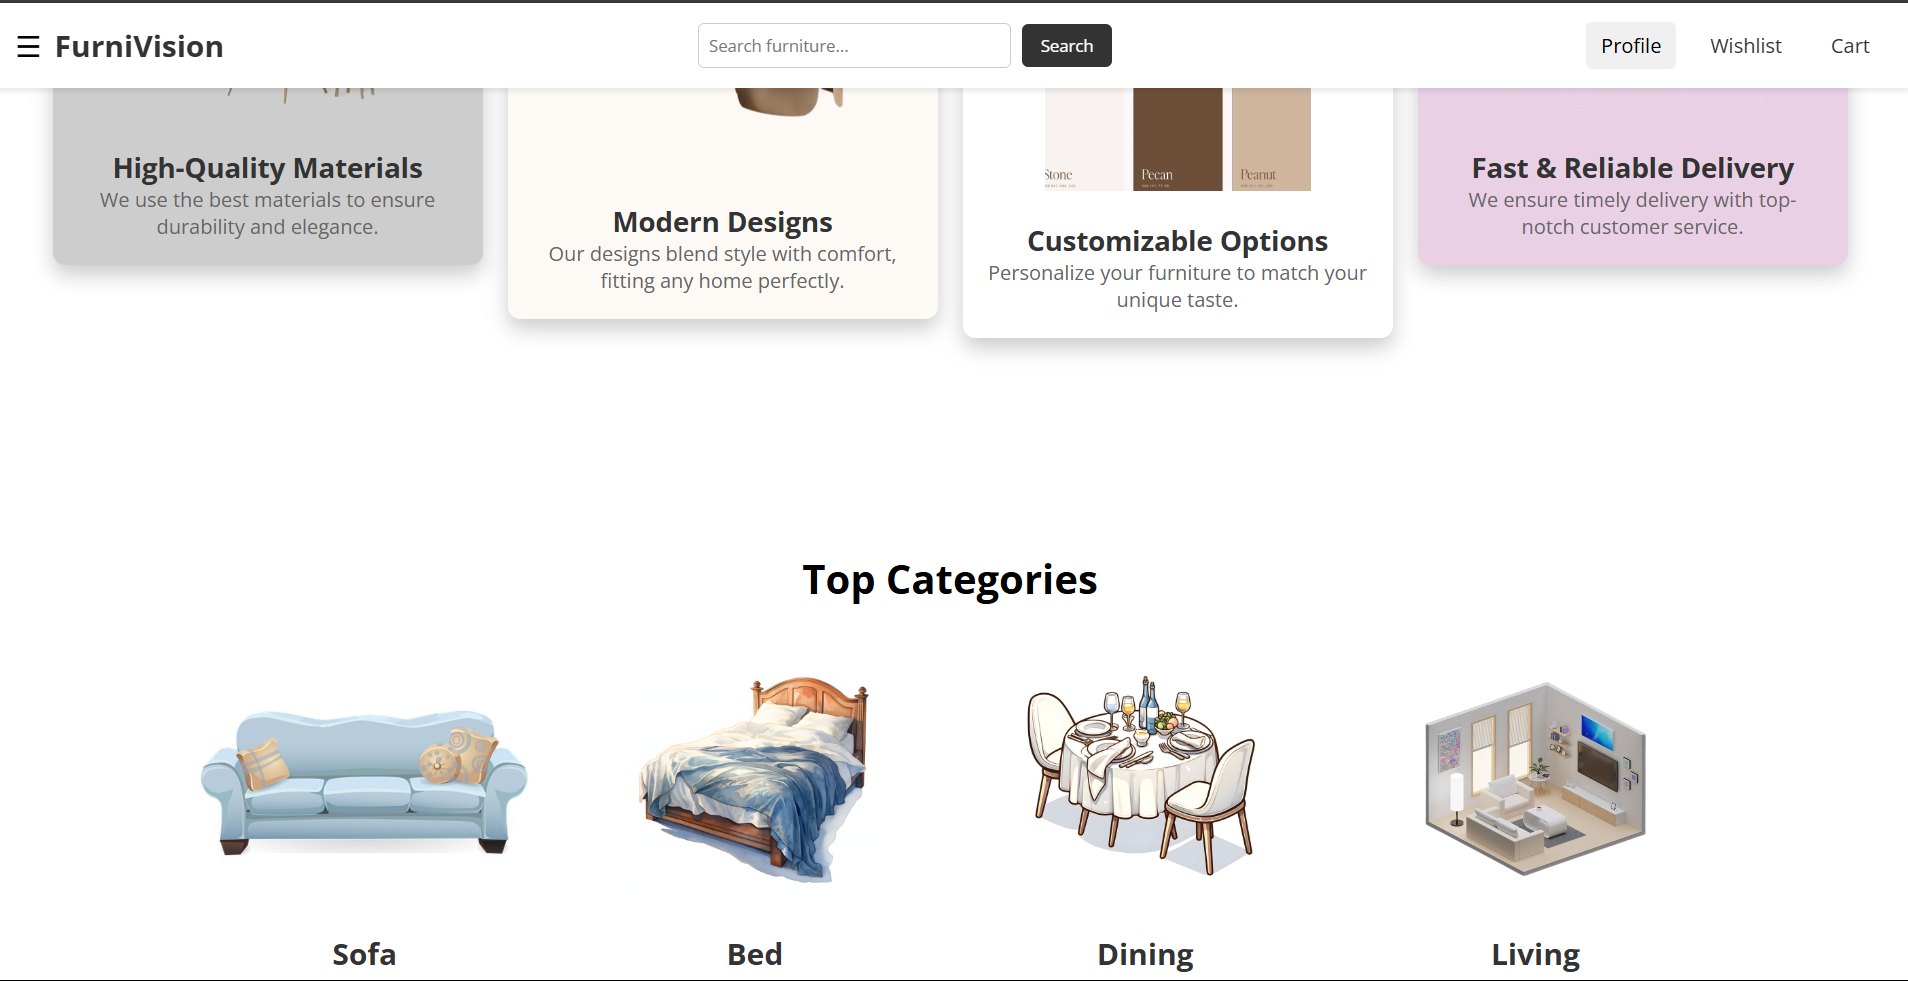 ☰ FurniVision
Search furniture...
Search
Profile
Wishlist
Cart
High-Quality Materials
We use the best materials to ensure
durability and elegance.
Modern Designs
Our designs blend style with comfort,
fitting any home perfectly.
Stone
Pecan
Peanut
Customizable Options
Personalize your furniture to match your
unique taste.
Fast & Reliable Delivery
We ensure timely delivery with top-
notch customer service.
Top Categories
Sofa
Bed
Dining
Living